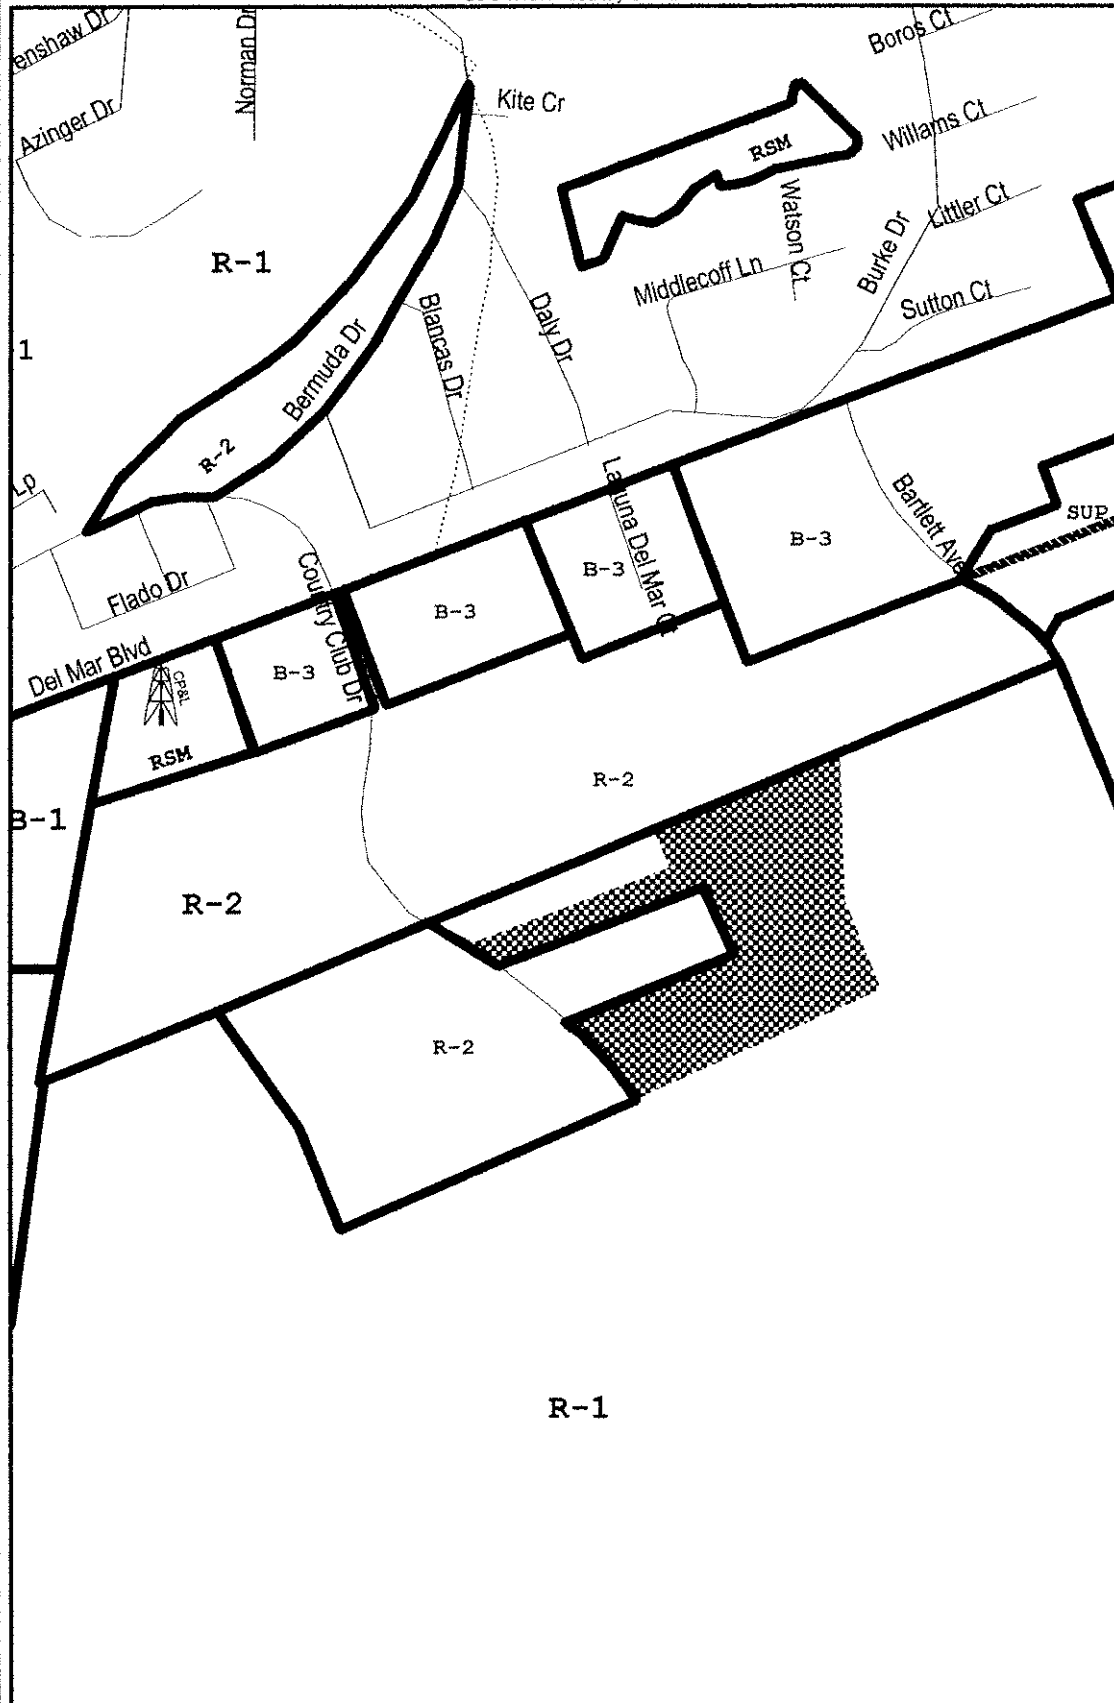 enshaw Dr
Norman Dr
Boros Ct
Azinger Dr
Kite Cr
Willams Ct
RSM
Watson Ct
Littler Ct
Burke Dr
R-1
Middlecoff Ln
Sutton Ct
Blancas Dr
Daly Dr
1
Bermuda Dr
R-2
Lp
Laguna Del Mar Ct
Bartlett Ave
SUP
B-3
B-3
B-3
Flado Dr
Country Club Dr
Del Mar Blvd
CP&L
B-3
RSM
R-2
B-1
R-2
R-2
R-1